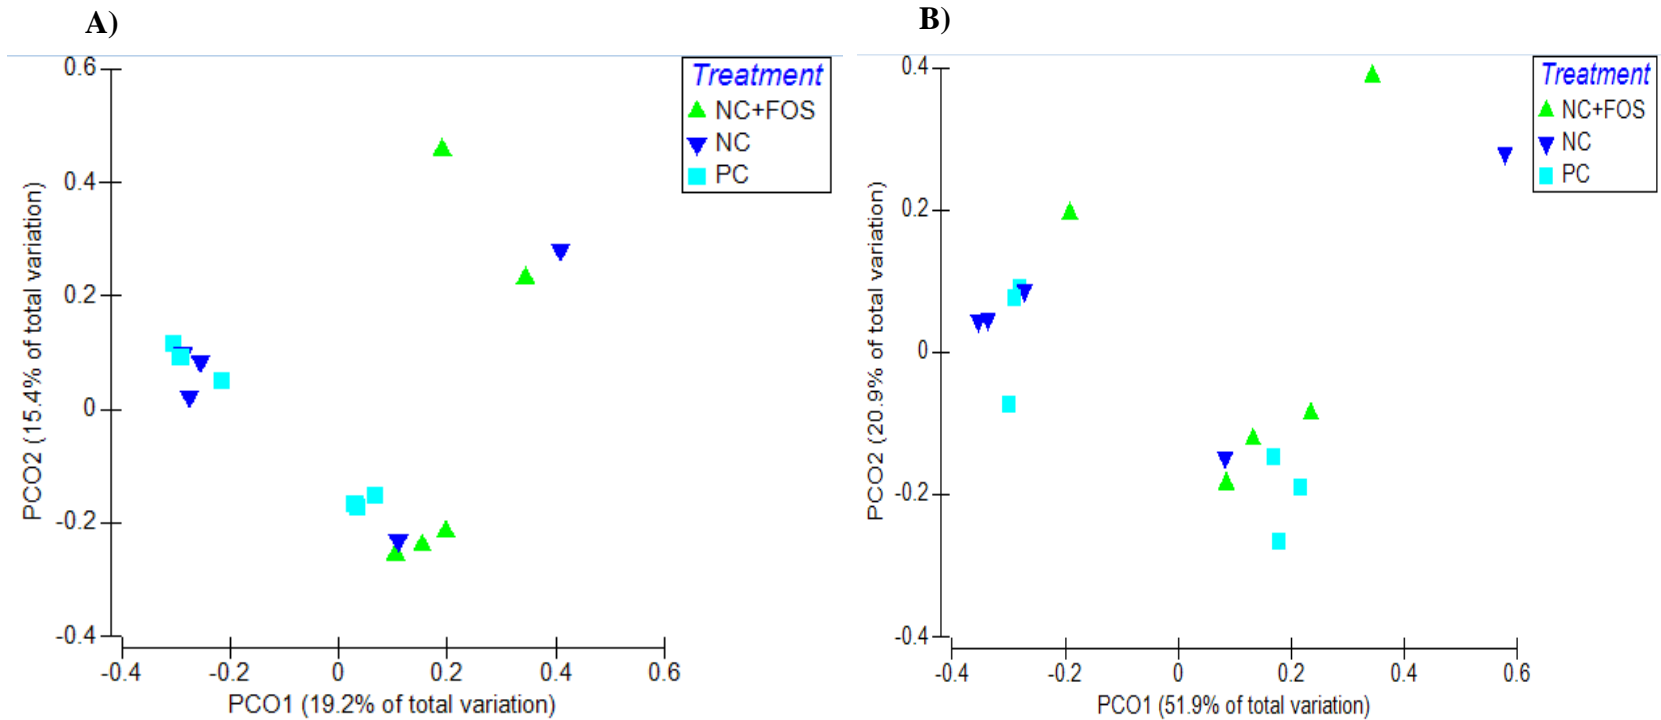 A)
0.6
0.4
0.2
0
-0.2
-0.4
-0.4
-0.2
0
0.2
0.4
0.6
PCO2 (15.4% of total variation)
PCO1 (19.2% of total variation)
Treatment
NC+FOS
NC
PC
B)
0.4
0.2
0
-0.2
-0.4
-0.4
-0.2
0
0.2
0.4
0.6
PCO2 (20.9% of total variation)
PCO1 (51.9% of total variation)
Treatment
NC+FOS
NC
PC